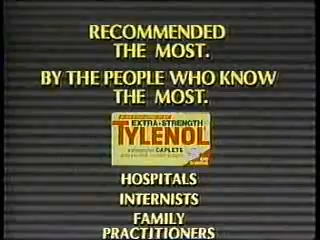 RECOMMENDED
THE MOST.
BY THE PEOPLE WHO KNOW
THE MOST.
EXTRA-STRENGTH
TYLENOL
CAPLETS
HOSPITALS
INTERNISTS
FAMILY
PRACTITIONERS